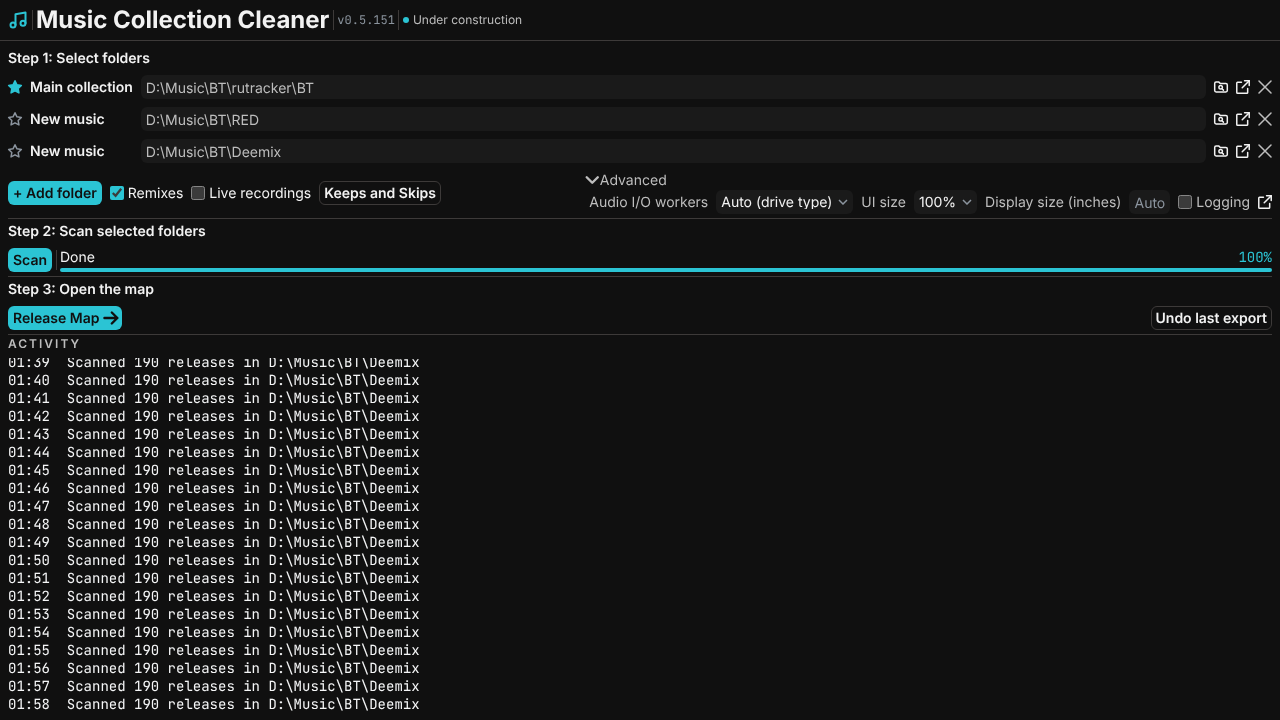 Music Collection Cleaner v0.5.151 Under construction
Step 1: Select folders
Main collection D:\Music\BT\rutracker\BT
New music D:\Music\BT\RED
New music D:\Music\BT\Deemix
Advanced
+ Add folder Remixes Live recordings Keeps and Skips Audio I/O workers Auto (drive type) UI size 100% Display size (inches) Auto Logging
Step 2: Scan selected folders
Scan Done 100%
Step 3: Open the map
Release Map Undo last export
ACTIVITY
01:39 Scanned 190 releases in D:\Music\BT\Deemix
01:40 Scanned 190 releases in D:\Music\BT\Deemix
01:41 Scanned 190 releases in D:\Music\BT\Deemix
01:42 Scanned 190 releases in D:\Music\BT\Deemix
01:43 Scanned 190 releases in D:\Music\BT\Deemix
01:44 Scanned 190 releases in D:\Music\BT\Deemix
01:45 Scanned 190 releases in D:\Music\BT\Deemix
01:46 Scanned 190 releases in D:\Music\BT\Deemix
01:47 Scanned 190 releases in D:\Music\BT\Deemix
01:48 Scanned 190 releases in D:\Music\BT\Deemix
01:49 Scanned 190 releases in D:\Music\BT\Deemix
01:50 Scanned 190 releases in D:\Music\BT\Deemix
01:51 Scanned 190 releases in D:\Music\BT\Deemix
01:52 Scanned 190 releases in D:\Music\BT\Deemix
01:53 Scanned 190 releases in D:\Music\BT\Deemix
01:54 Scanned 190 releases in D:\Music\BT\Deemix
01:55 Scanned 190 releases in D:\Music\BT\Deemix
01:56 Scanned 190 releases in D:\Music\BT\Deemix
01:57 Scanned 190 releases in D:\Music\BT\Deemix
01:58 Scanned 190 releases in D:\Music\BT\Deemix